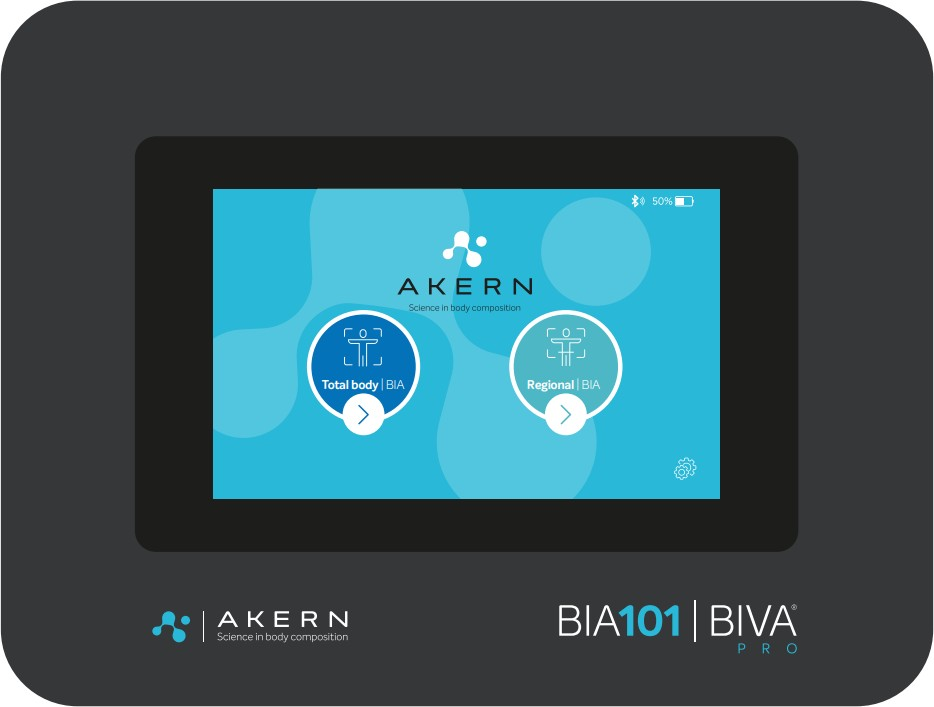 50%
AKERN
Science in body composition
Total body | BIA
Regional | BIA
AKERN
Science in body composition
BIA101 | BIVA®
PRO